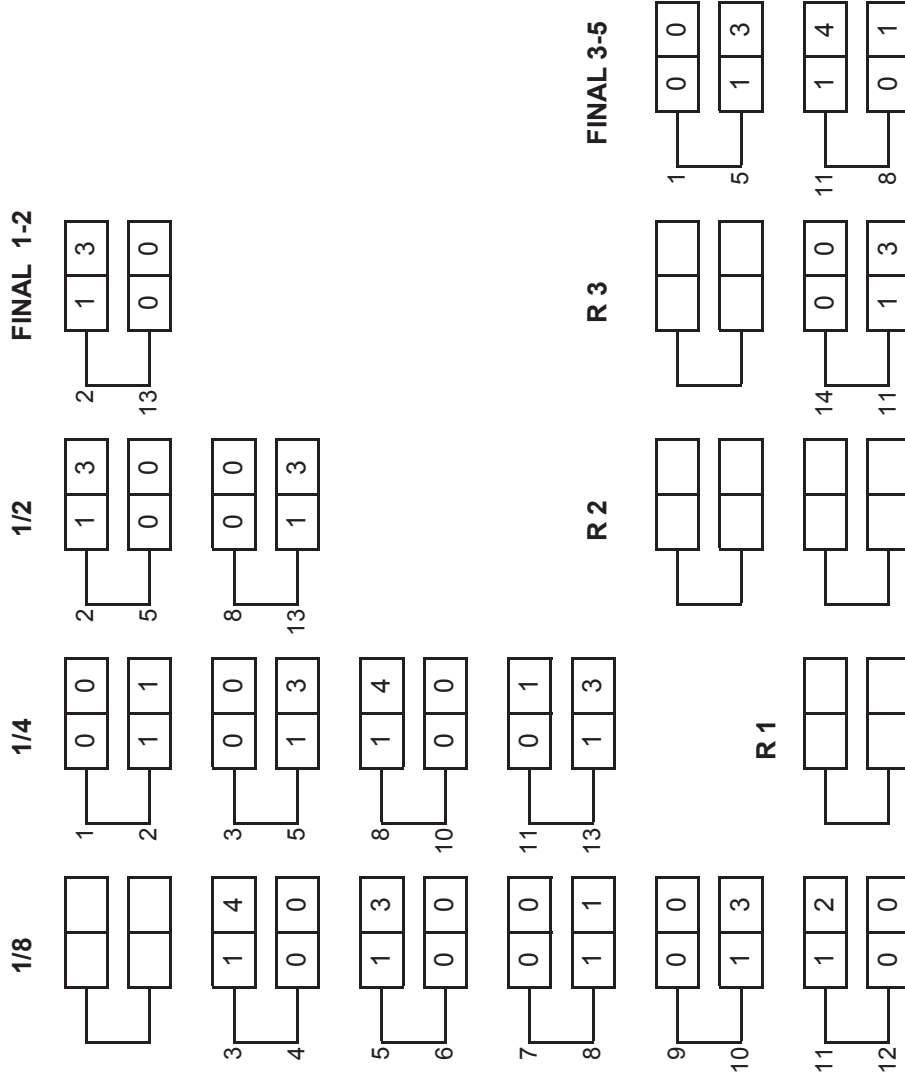 1/8 1/4 1/2 FINAL 1-2
1 0 0 2 1 3 2 1 3
2 1 1 5 0 0 13 0 0
3 1 4 3 0 0 8 0 0
4 0 0 5 1 3 13 1 3
5 1 3 8 1 4
6 0 0 10 0 0
7 0 0 11 0 1
8 1 1 13 1 3 R 2 R 3 FINAL 3-5
9 0 0 1 0 0
10 1 3 5 1 3
R 1
11 1 2 14 0 0 11 1 4
12 0 0 11 1 3 8 0 1